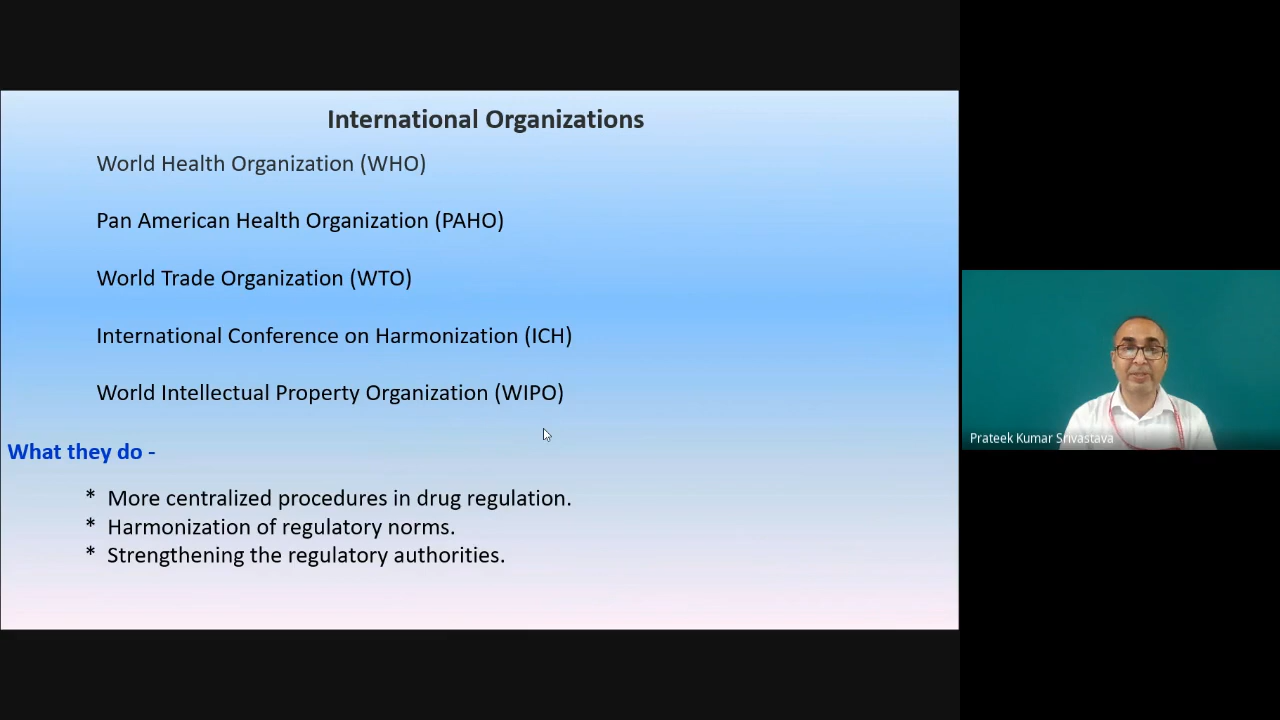 International Organizations
World Health Organization (WHO)
Pan American Health Organization (PAHO)
World Trade Organization (WTO)
International Conference on Harmonization (ICH)
World Intellectual Property Organization (WIPO)
What they do -
* More centralized procedures in drug regulation.
* Harmonization of regulatory norms.
* Strengthening the regulatory authorities.
Prateek Kumar Srivastava